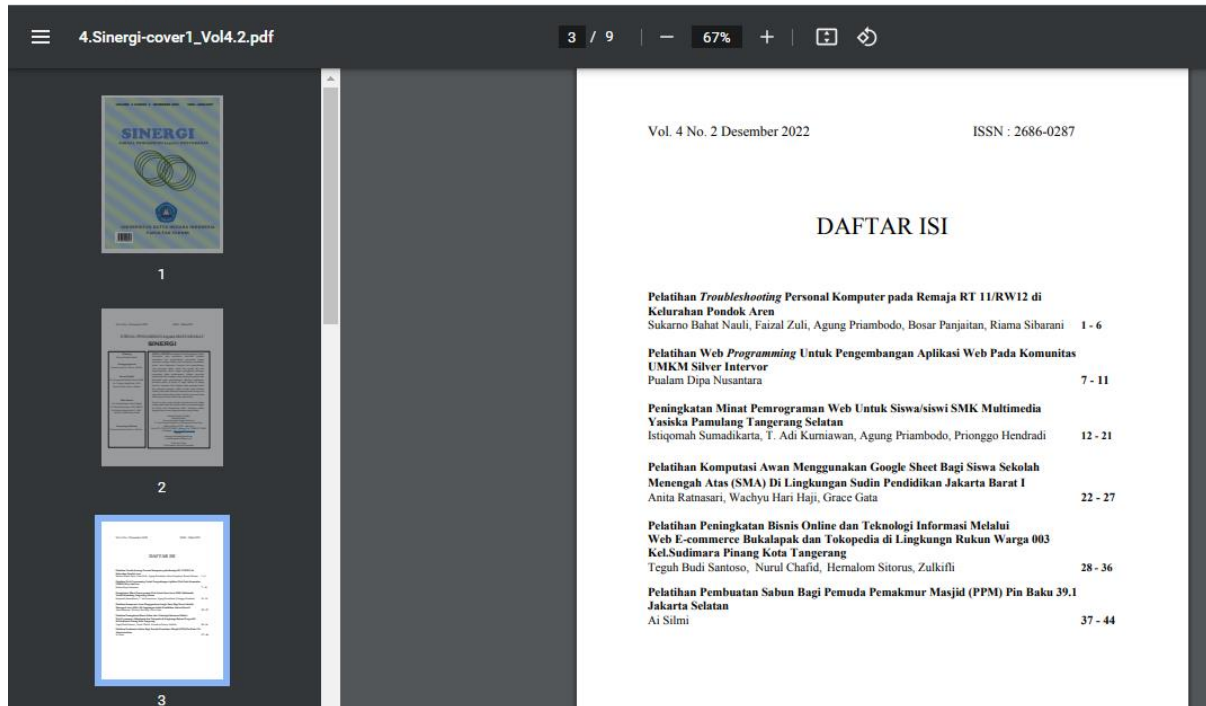 4.Sinergi-cover1_Vol4.2.pdf
3 / 9
67%
SINERGI
1
SINERGI
2
DAFTAR ISI
3
Vol. 4 No. 2 Desember 2022 ISSN : 2686-0287
DAFTAR ISI
Pelatihan Troubleshooting Personal Komputer pada Remaja RT 11/RW12 di
Kelurahan Pondok Aren
Sukarno Bahat Nauli, Faizal Zuli, Agung Priambodo, Bosar Panjaitan, Riama Sibarani 1 - 6
Pelatihan Web Programming Untuk Pengembangan Aplikasi Web Pada Komunitas
UMKM Silver Intervor
Pualam Dipa Nusantara 7 - 11
Peningkatan Minat Pemrograman Web Untuk Siswa/siswi SMK Multimedia
Yasiska Pamulang Tangerang Selatan
Istiqomah Sumadikarta, T. Adi Kurniawan, Agung Priambodo, Prionggo Hendradi 12 - 21
Pelatihan Komputasi Awan Menggunakan Google Sheet Bagi Siswa Sekolah
Menengah Atas (SMA) Di Lingkungan Sudin Pendidikan Jakarta Barat I
Anita Ratnasari, Wachyu Hari Haji, Grace Gata 22 - 27
Pelatihan Peningkatan Bisnis Online dan Teknologi Informasi Melalui
Web E-commerce Bukalapak dan Tokopedia di Lingkungn Rukun Warga 003
Kel.Sudimara Pinang Kota Tangerang
Teguh Budi Santoso, Nurul Chafid, Hernalom Sitorus, Zulkifli 28 - 36
Pelatihan Pembuatan Sabun Bagi Pemuda Pemakmur Masjid (PPM) Pin Baku 39.1
Jakarta Selatan
Ai Silmi 37 - 44